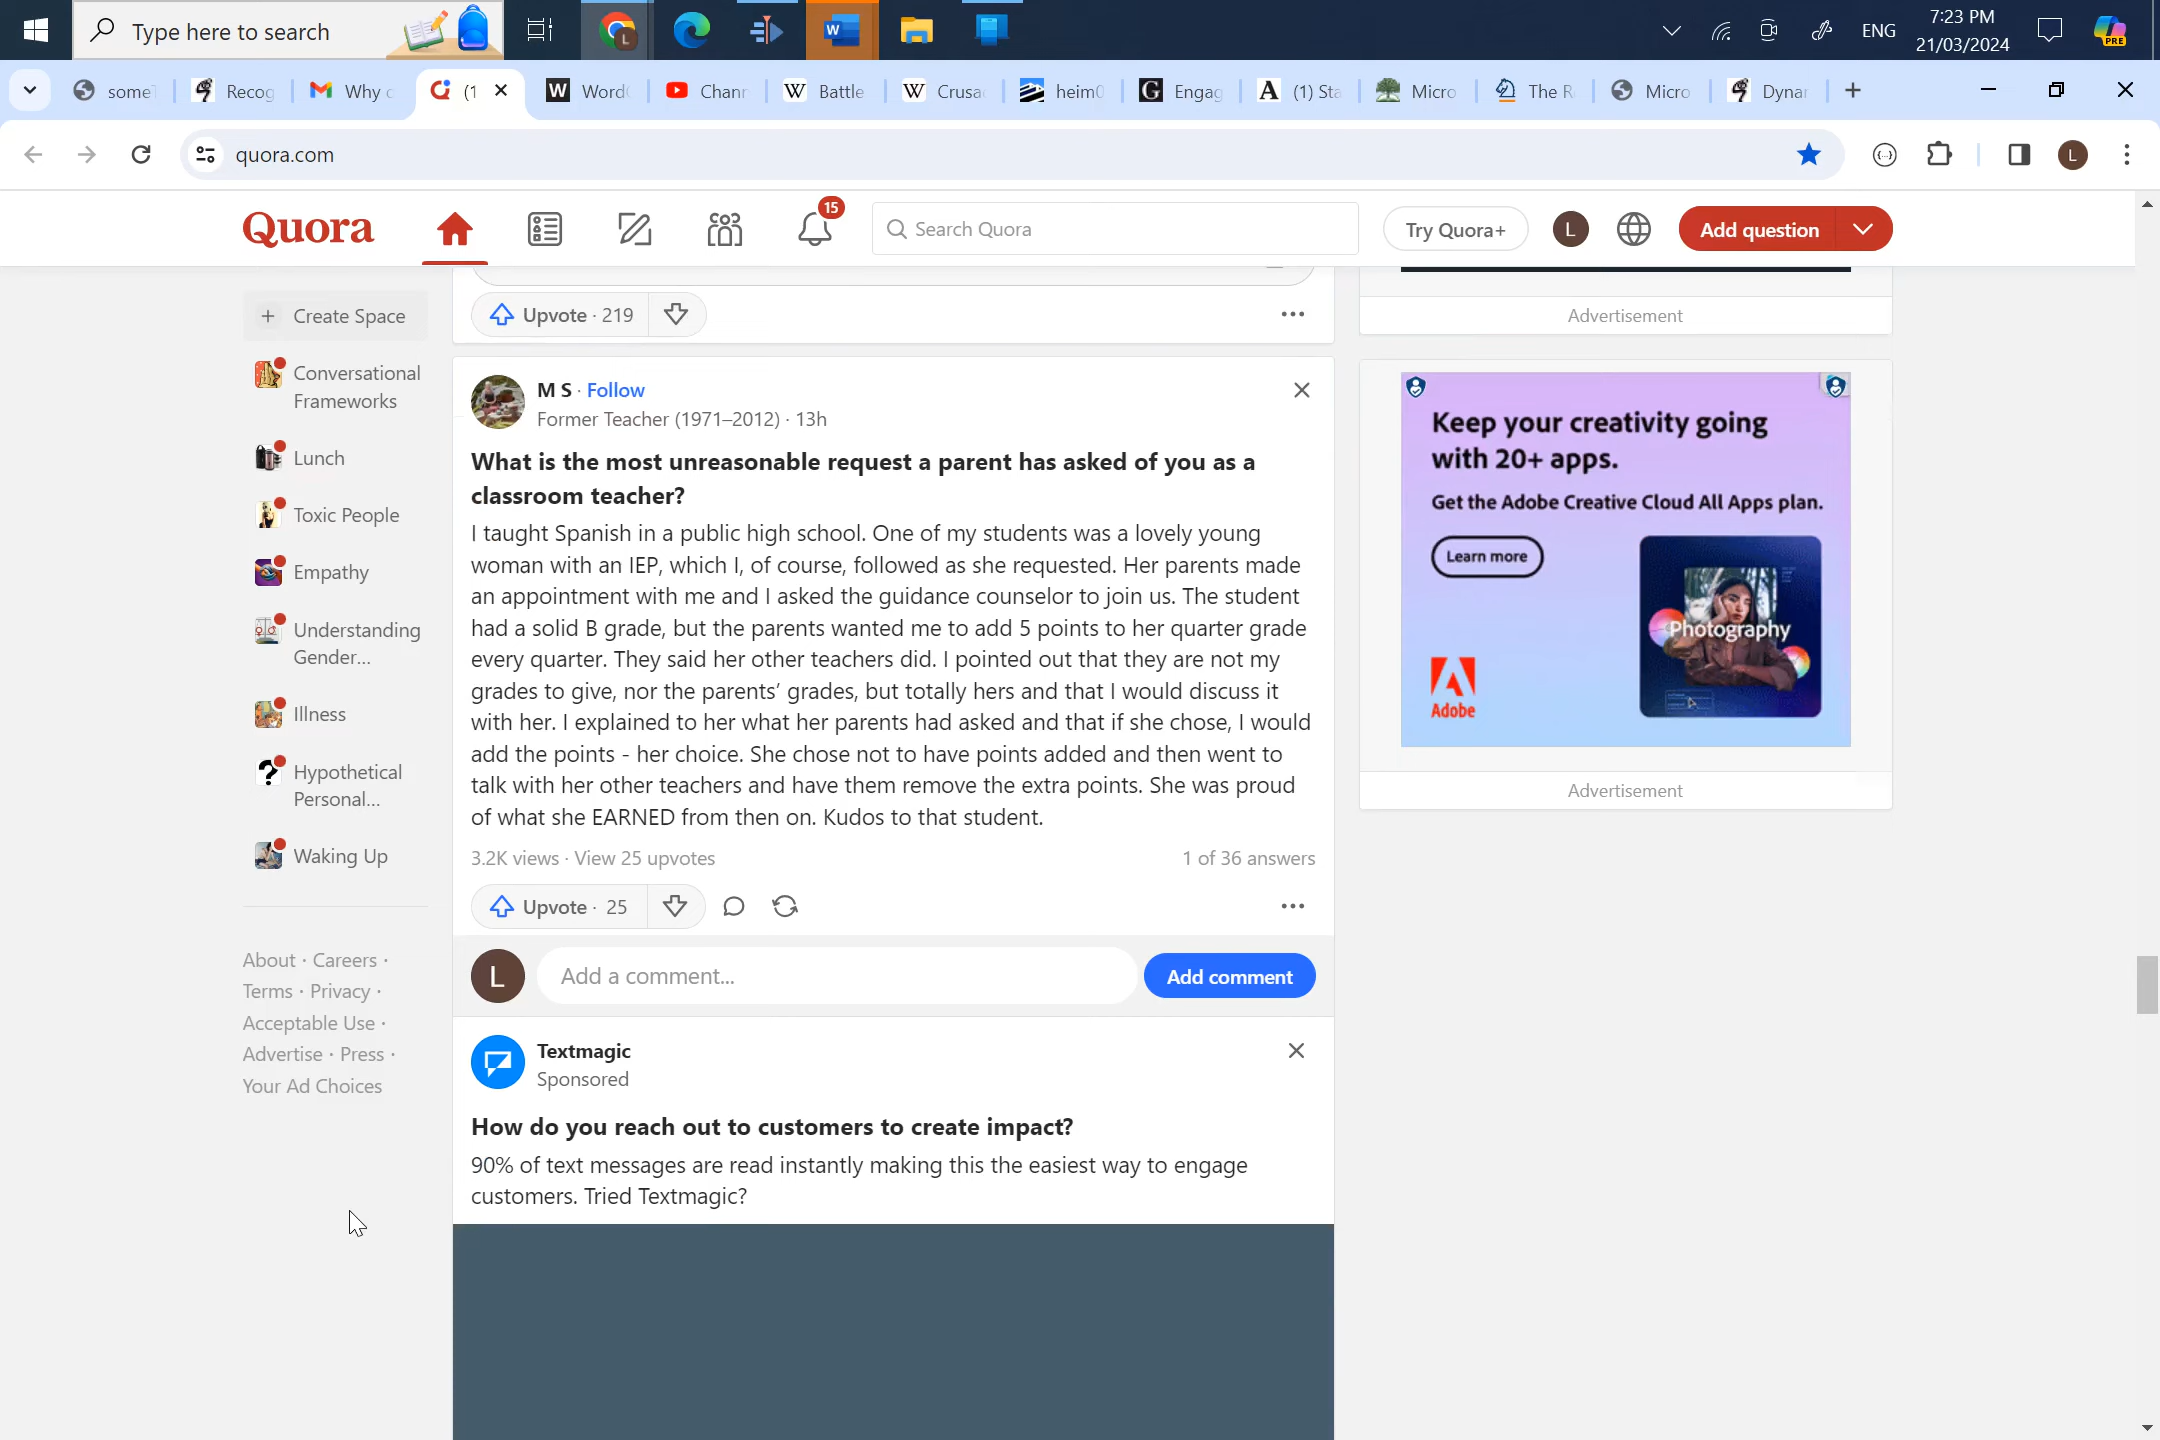 Type here to search
ENG
7:23 PM
21/03/2024
PRE
L
some
Recog
Why c
(1
Word
Chann
Battle
Crusa
heim0
Engag
(1) Sta
Micro
The R
Micro
Dynar
quora.com
L
Quora
15
Search Quora
Try Quora+
L
Add question
Create Space
Conversational
Frameworks
Lunch
Toxic People
Empathy
Understanding
Gender...
Illness
Hypothetical
Personal...
Waking Up
About · Careers ·
Terms · Privacy ·
Acceptable Use ·
Advertise · Press ·
Your Ad Choices
Upvote · 219
M S · Follow
Former Teacher (1971–2012) · 13h
What is the most unreasonable request a parent has asked of you as a
classroom teacher?
I taught Spanish in a public high school. One of my students was a lovely young
woman with an IEP, which I, of course, followed as she requested. Her parents made
an appointment with me and I asked the guidance counselor to join us. The student
had a solid B grade, but the parents wanted me to add 5 points to her quarter grade
every quarter. They said her other teachers did. I pointed out that they are not my
grades to give, nor the parents’ grades, but totally hers and that I would discuss it
with her. I explained to her what her parents had asked and that if she chose, I would
add the points - her choice. She chose not to have points added and then went to
talk with her other teachers and have them remove the extra points. She was proud
of what she EARNED from then on. Kudos to that student.
3.2K views · View 25 upvotes
1 of 36 answers
Upvote · 25
L
Add a comment...
Add comment
Textmagic
Sponsored
How do you reach out to customers to create impact?
90% of text messages are read instantly making this the easiest way to engage
customers. Tried Textmagic?
Advertisement
Keep your creativity going
with 20+ apps.
Get the Adobe Creative Cloud All Apps plan.
Learn more
Photography
Adobe
Advertisement